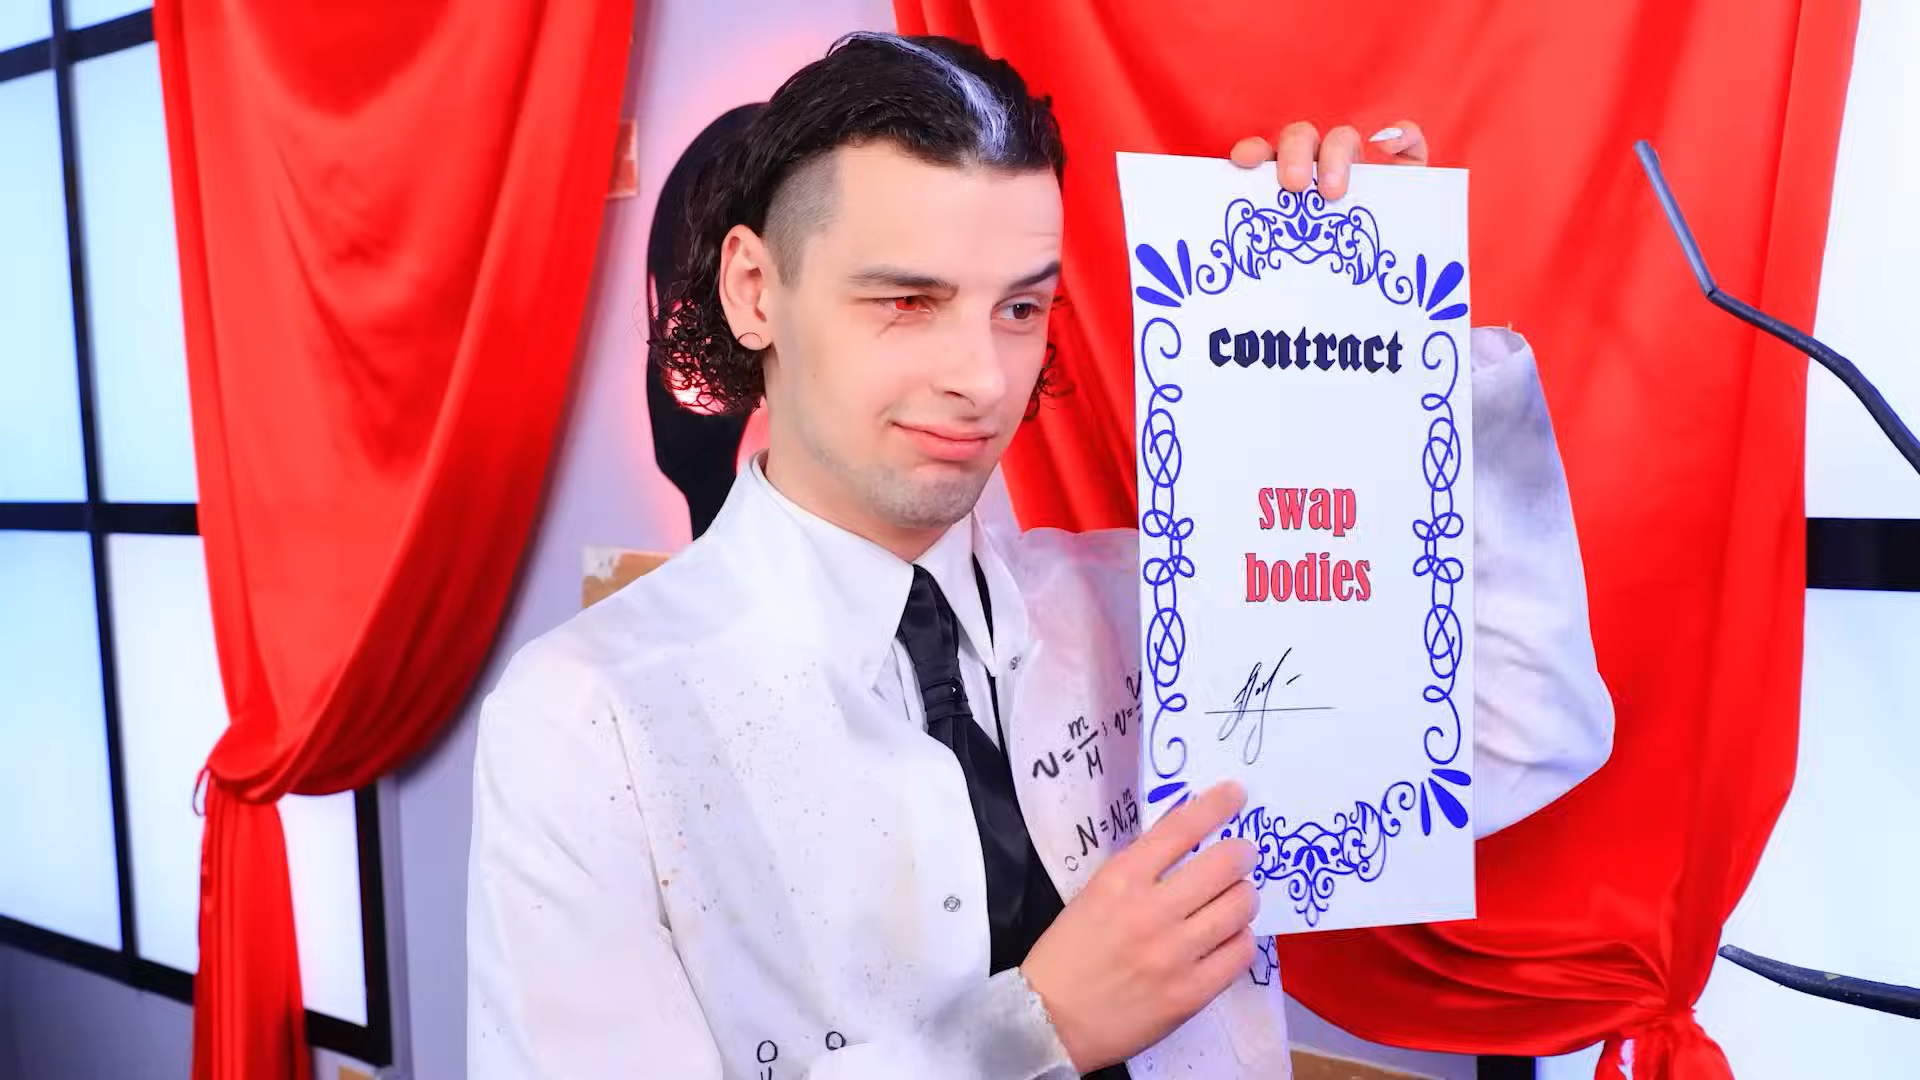 contract
swap
bodies
N = m/M ; V =
N = N